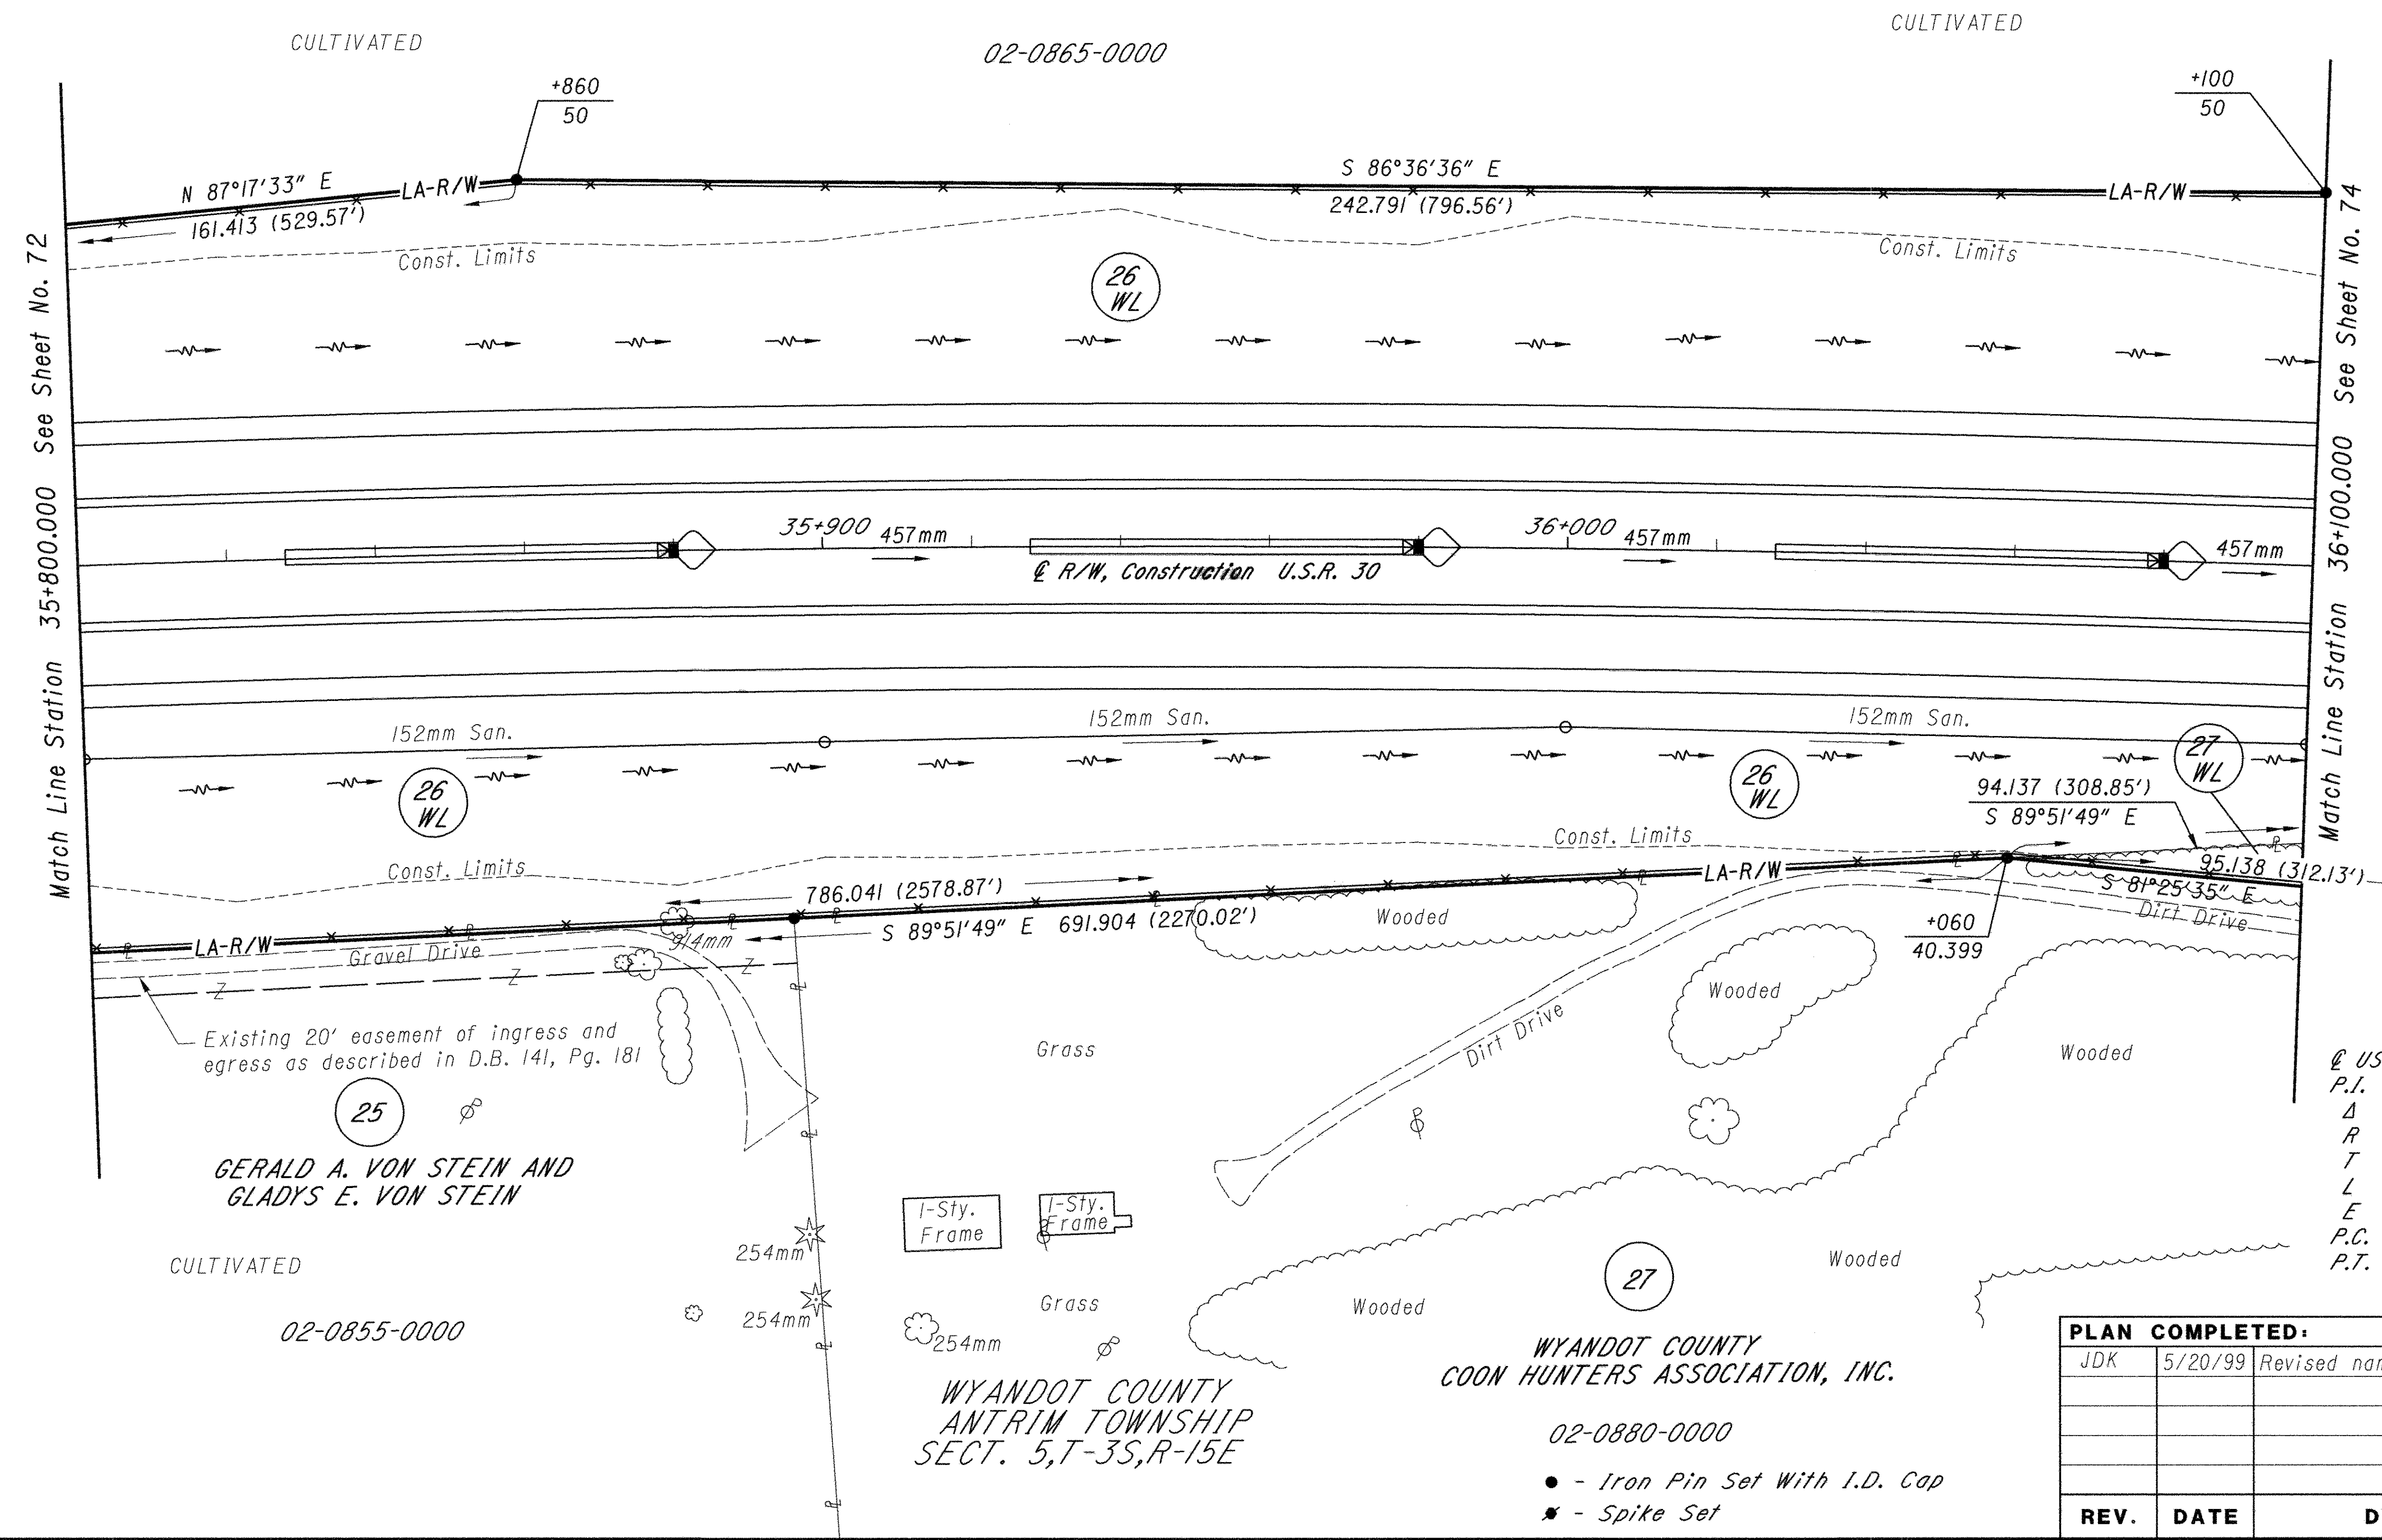 CULTIVATED
02-0865-0000
CULTIVATED
+860
50
+100
50
N 87°17'33" E
LA-R/W
161.413 (529.57')
S 86°36'36" E
242.791 (796.56')
LA-R/W
Const. Limits
Const. Limits
26
WL
Match Line Station 35+800.000 See Sheet No. 72
Match Line Station 36+100.000 See Sheet No. 74
35+900
457mm
36+000
457mm
457mm
℄ R/W, Construction U.S.R. 30
152mm San.
152mm San.
152mm San.
26
WL
26
WL
27
WL
94.137 (308.85')
S 89°51'49" E
Const. Limits
Const. Limits
786.041 (2578.87')
S 89°51'49" E 691.904 (2270.02')
LA-R/W
LA-R/W
95.138 (312.13')
S 81°25'35" E
Dirt Drive
Wooded
914mm
Gravel Drive
+060
40.399
Z
Z
Z
Existing 20' easement of ingress and
egress as described in D.B. 141, Pg. 181
Wooded
Dirt Drive
Grass
Wooded
25
GERALD A. VON STEIN AND
GLADYS E. VON STEIN
℄ US
P.I.
Δ
R
T
L
E
P.C.
P.T.
1-Sty.
Frame
1-Sty.
Frame
254mm
CULTIVATED
Wooded
27
254mm
Grass
Wooded
02-0855-0000
254mm
WYANDOT COUNTY
COON HUNTERS ASSOCIATION, INC.
WYANDOT COUNTY
ANTRIM TOWNSHIP
SECT. 5,T-3S,R-15E
02-0880-0000
- Iron Pin Set With I.D. Cap
- Spike Set
PLAN COMPLETED:
JDK 5/20/99 Revised nam
REV. DATE D